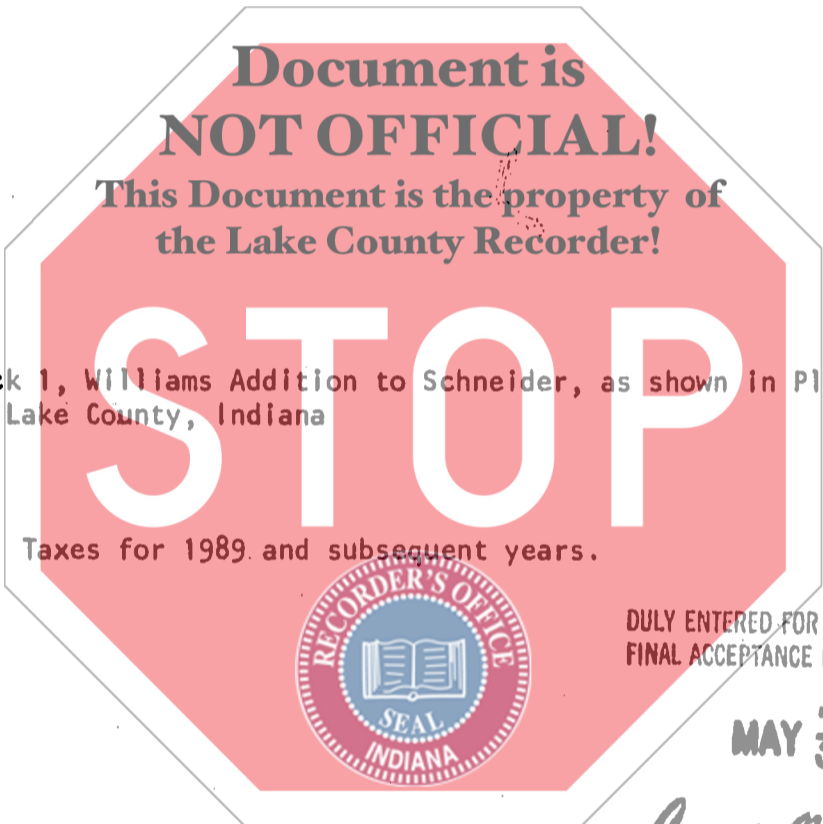 Document is
NOT OFFICIAL!
This Document is the property of
the Lake County Recorder!
STOP
k 1, Williams Addition to Schneider, as shown in Pl
Lake County, Indiana
Taxes for 1989 and subsequent years.
RECORDER'S OFFICE
SEAL
INDIANA
DULY ENTERED FOR
FINAL ACCEPTANCE
MAY